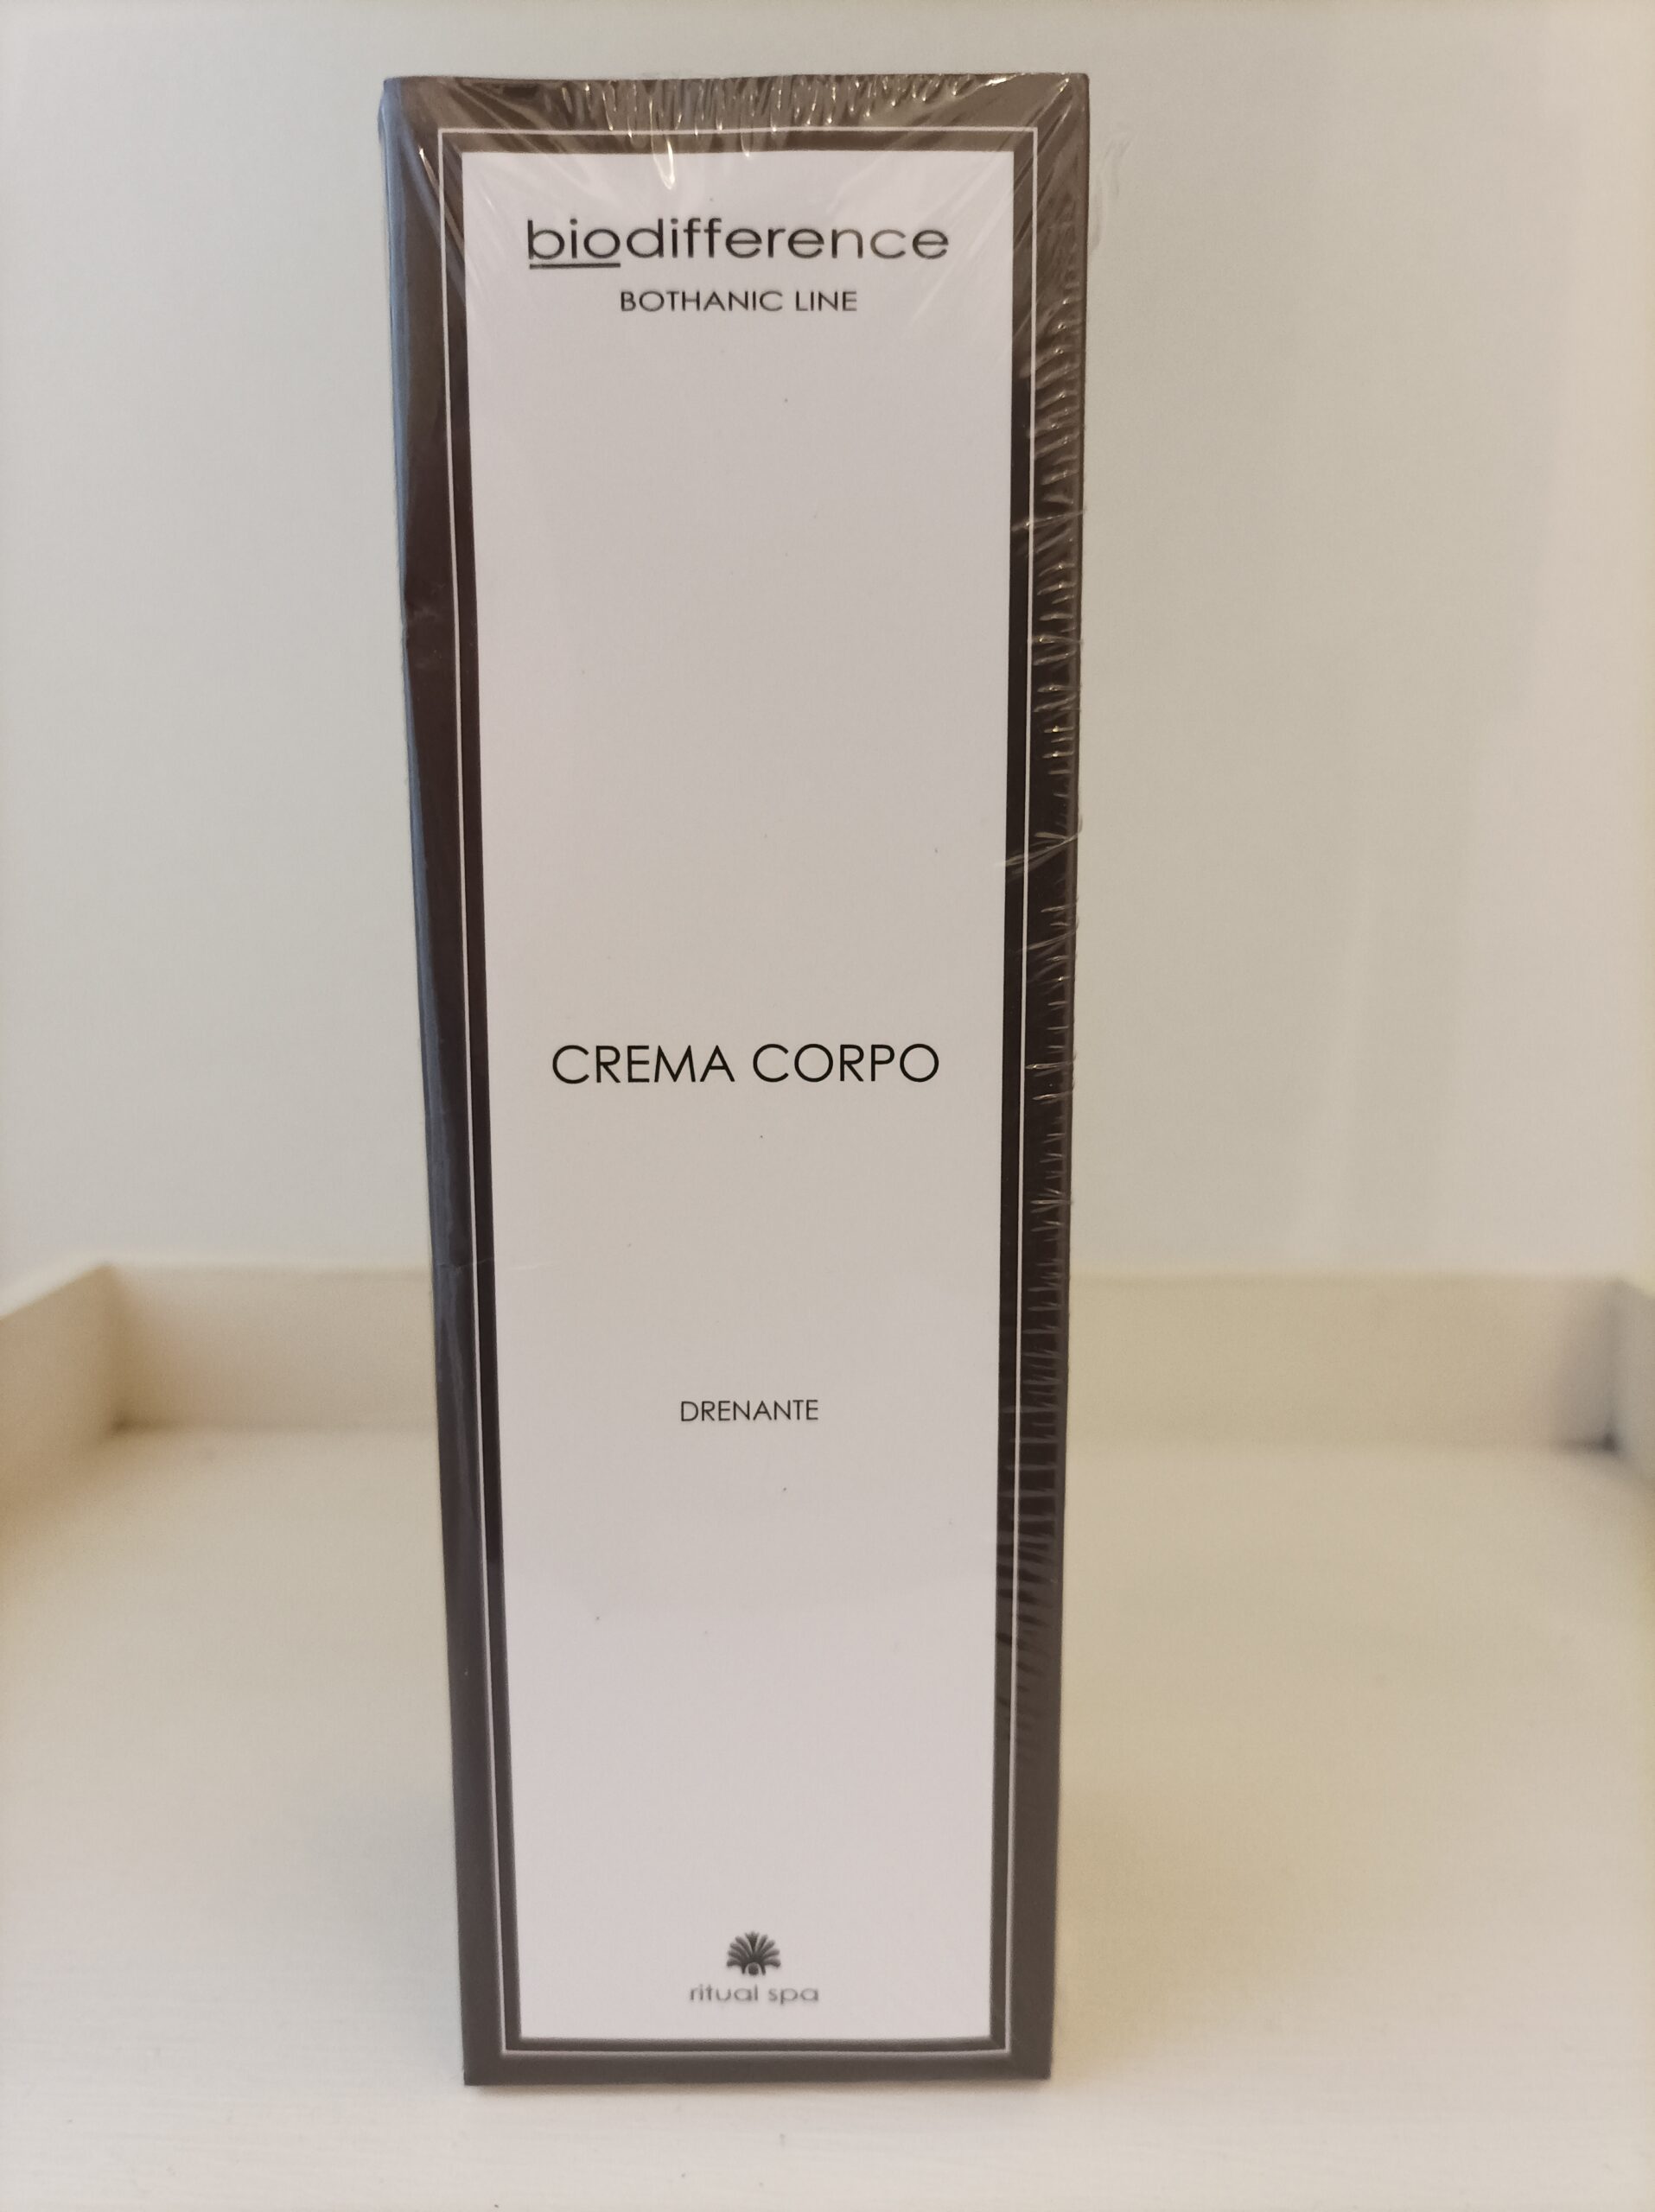 biodifference
BOTHANIC LINE
CREMA CORPO
DRENANTE
ritual spa